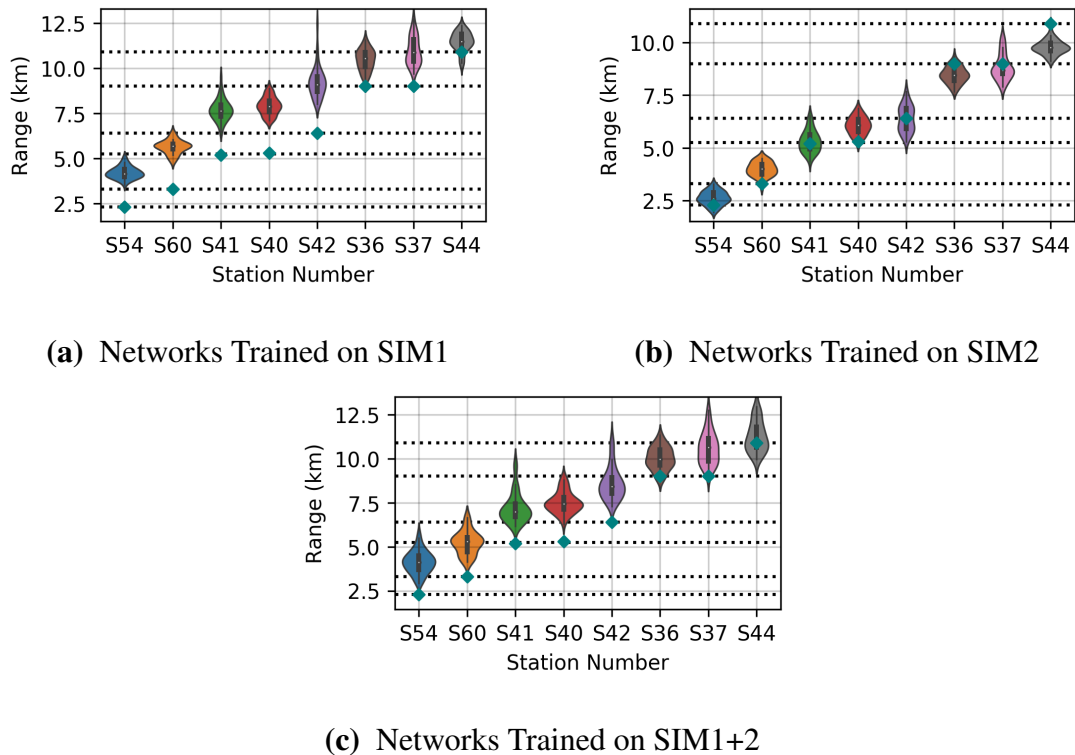 12.5
10.0
7.5
5.0
2.5
Range (km)
S54 S60 S41 S40 S42 S36 S37 S44
Station Number
(a) Networks Trained on SIM1
10.0
7.5
5.0
2.5
Range (km)
S54 S60 S41 S40 S42 S36 S37 S44
Station Number
(b) Networks Trained on SIM2
12.5
10.0
7.5
5.0
2.5
Range (km)
S54 S60 S41 S40 S42 S36 S37 S44
Station Number
(c) Networks Trained on SIM1+2